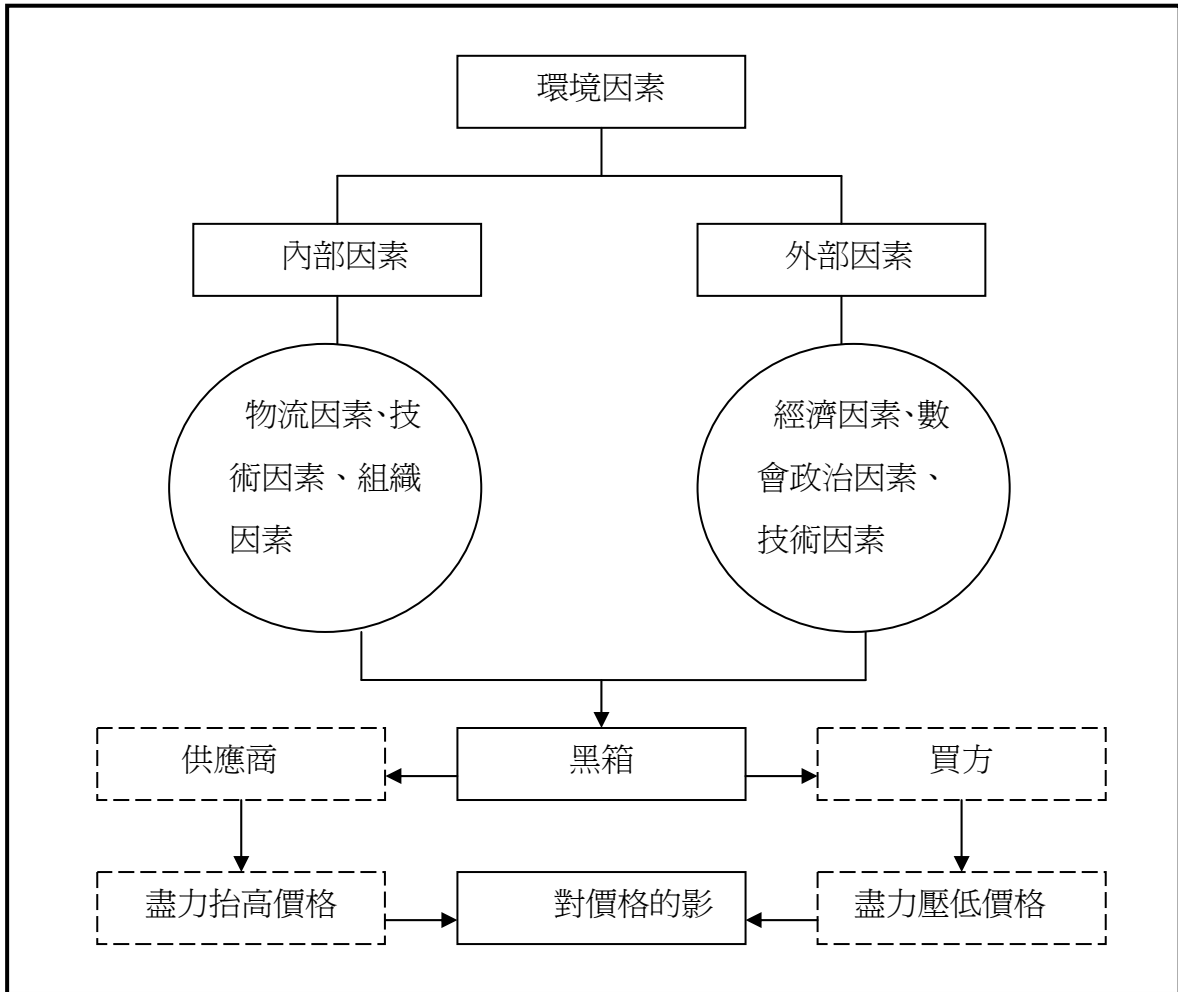 環境因素
內部因素
外部因素
物流因素、技
術因素、組織
因素
經濟因素、數
會政治因素、
技術因素
供應商
黑箱
買方
盡力抬高價格
對價格的影
盡力壓低價格